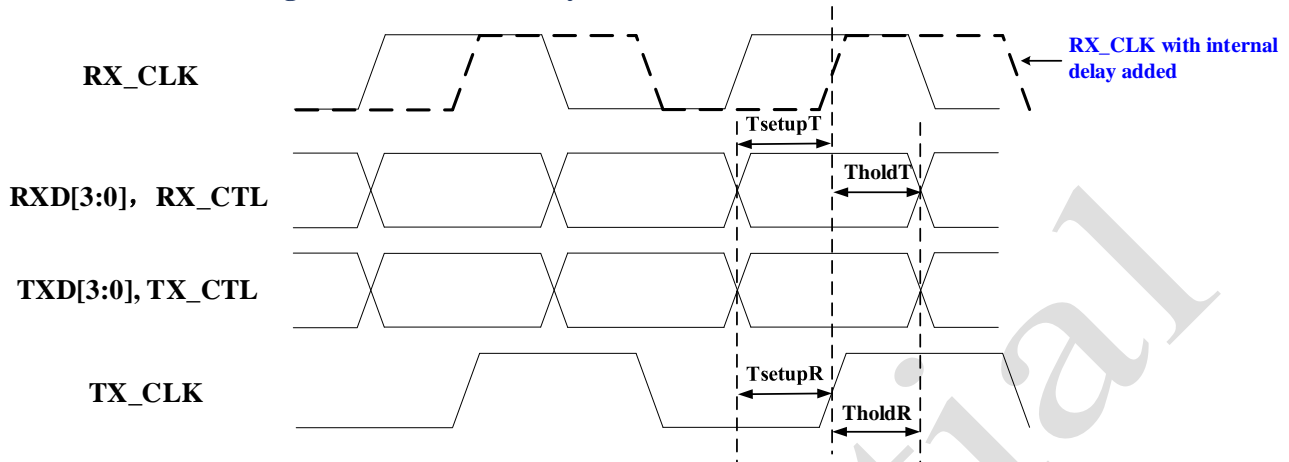 RX_CLK with internal
delay added
RX_CLK
TsetupT
TholdT
RXD[3:0]，RX_CTL
TXD[3:0], TX_CTL
TsetupR
TX_CLK
TholdR